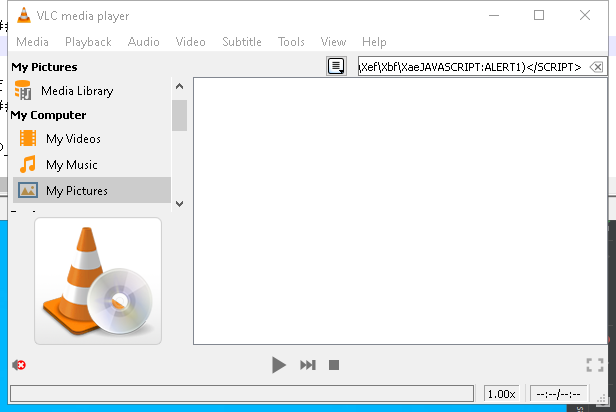 VLC media player
Media Playback Audio Video Subtitle Tools View Help
My Pictures
\Xef\Xbf\XaeJAVASCRIPT:ALERT1)</SCRIPT>
Media Library
My Computer
My Videos
My Music
My Pictures
1.00x
--:--/--:--